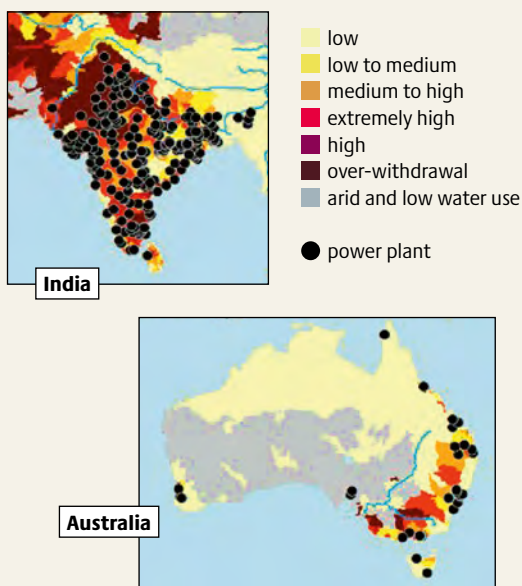 low
low to medium
medium to high
extremely high
high
over-withdrawal
arid and low water use
power plant
India
Australia